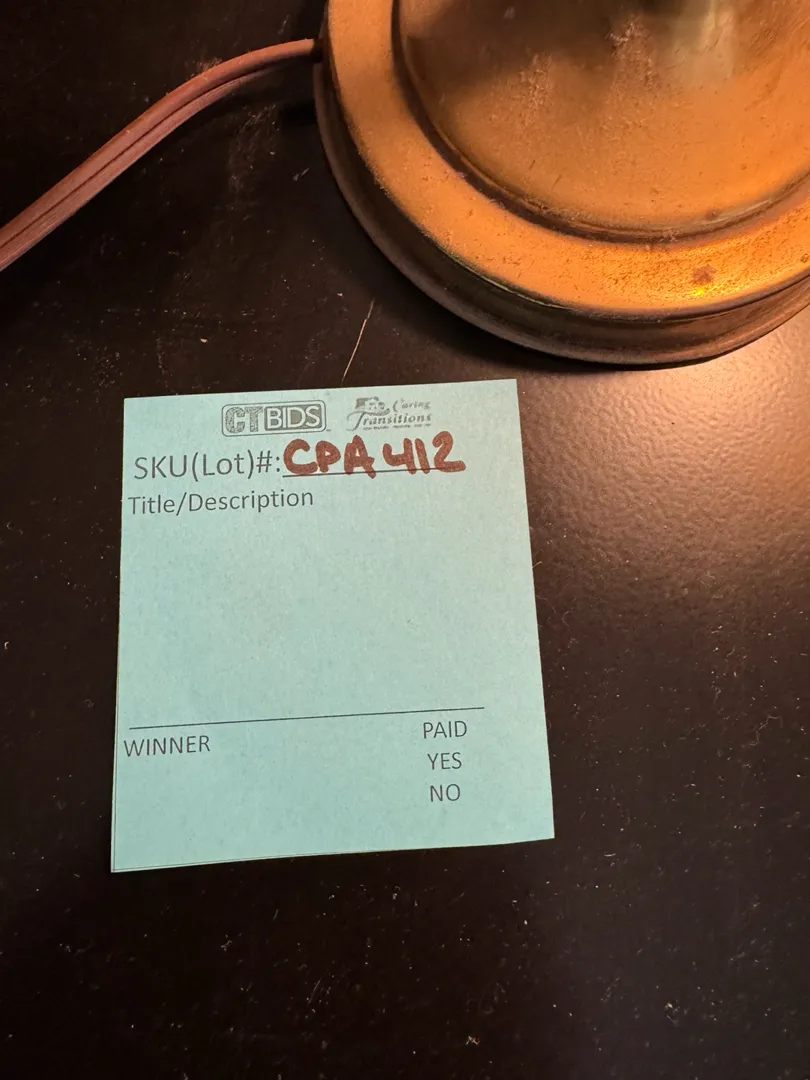 CTBIDS Caring
Transitions
SKU(Lot)#: CPA 412
Title/Description
WINNER PAID
YES
NO